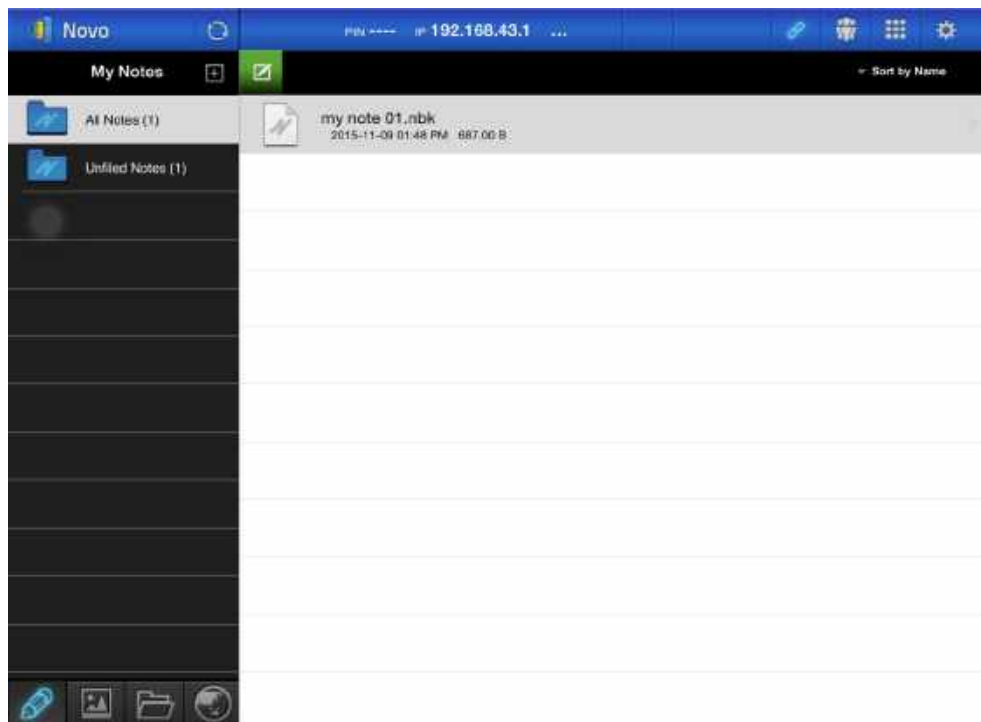 Novo
PIN ---- IP 192.168.43.1 ...
My Notes
Sort by Name
All Notes (1)
my note 01.nbk
2015-11-09 01:48 PM 687.00 B
Unfiled Notes (1)